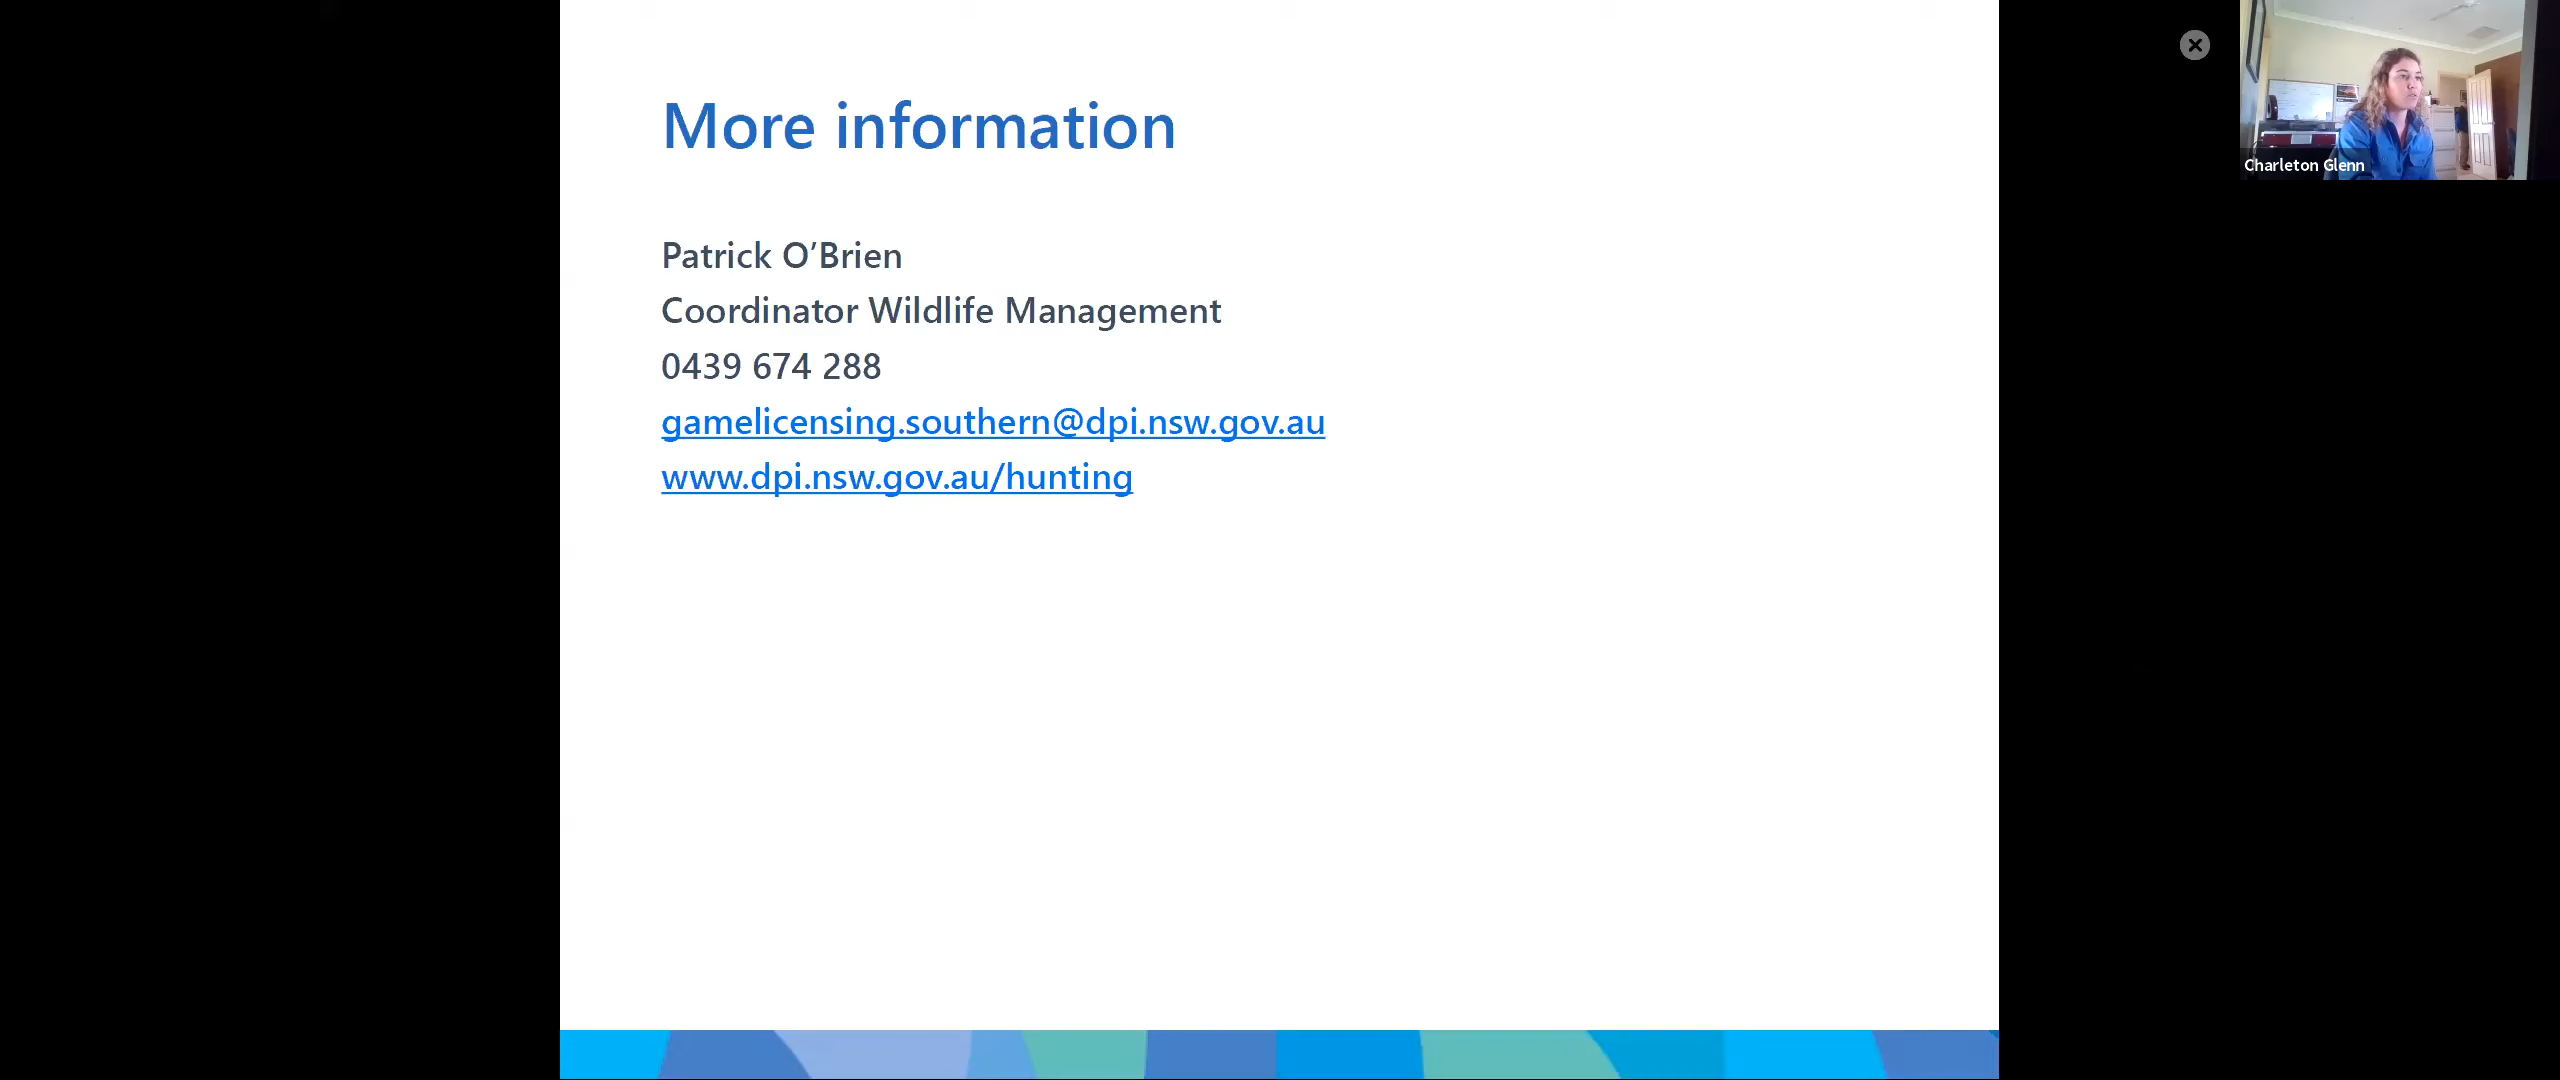 More information
Patrick O’Brien
Coordinator Wildlife Management
0439 674 288
gamelicensing.southern@dpi.nsw.gov.au
www.dpi.nsw.gov.au/hunting
Charleton Glenn